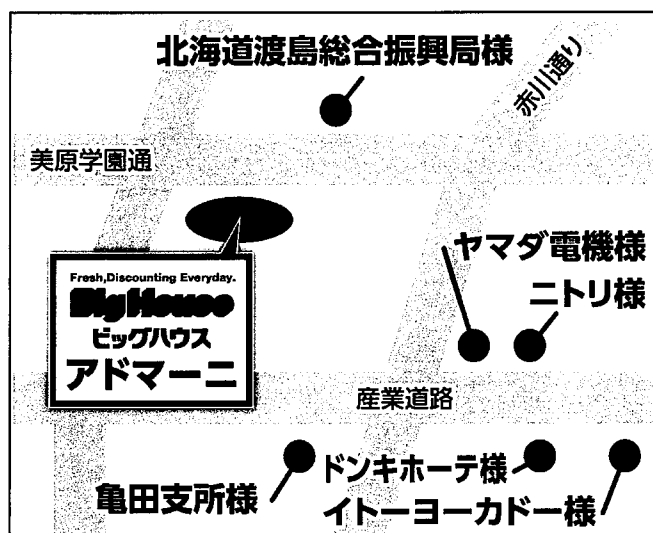 北海道渡島総合振興局様
赤川通り
美原学園通
ヤマダ電機様
ニトリ様
Fresh,Discounting Everyday.
BigHouse
ビッグハウス
アドマーニ
産業道路
亀田支所様
ドンキホーテ様
イトーヨーカドー様